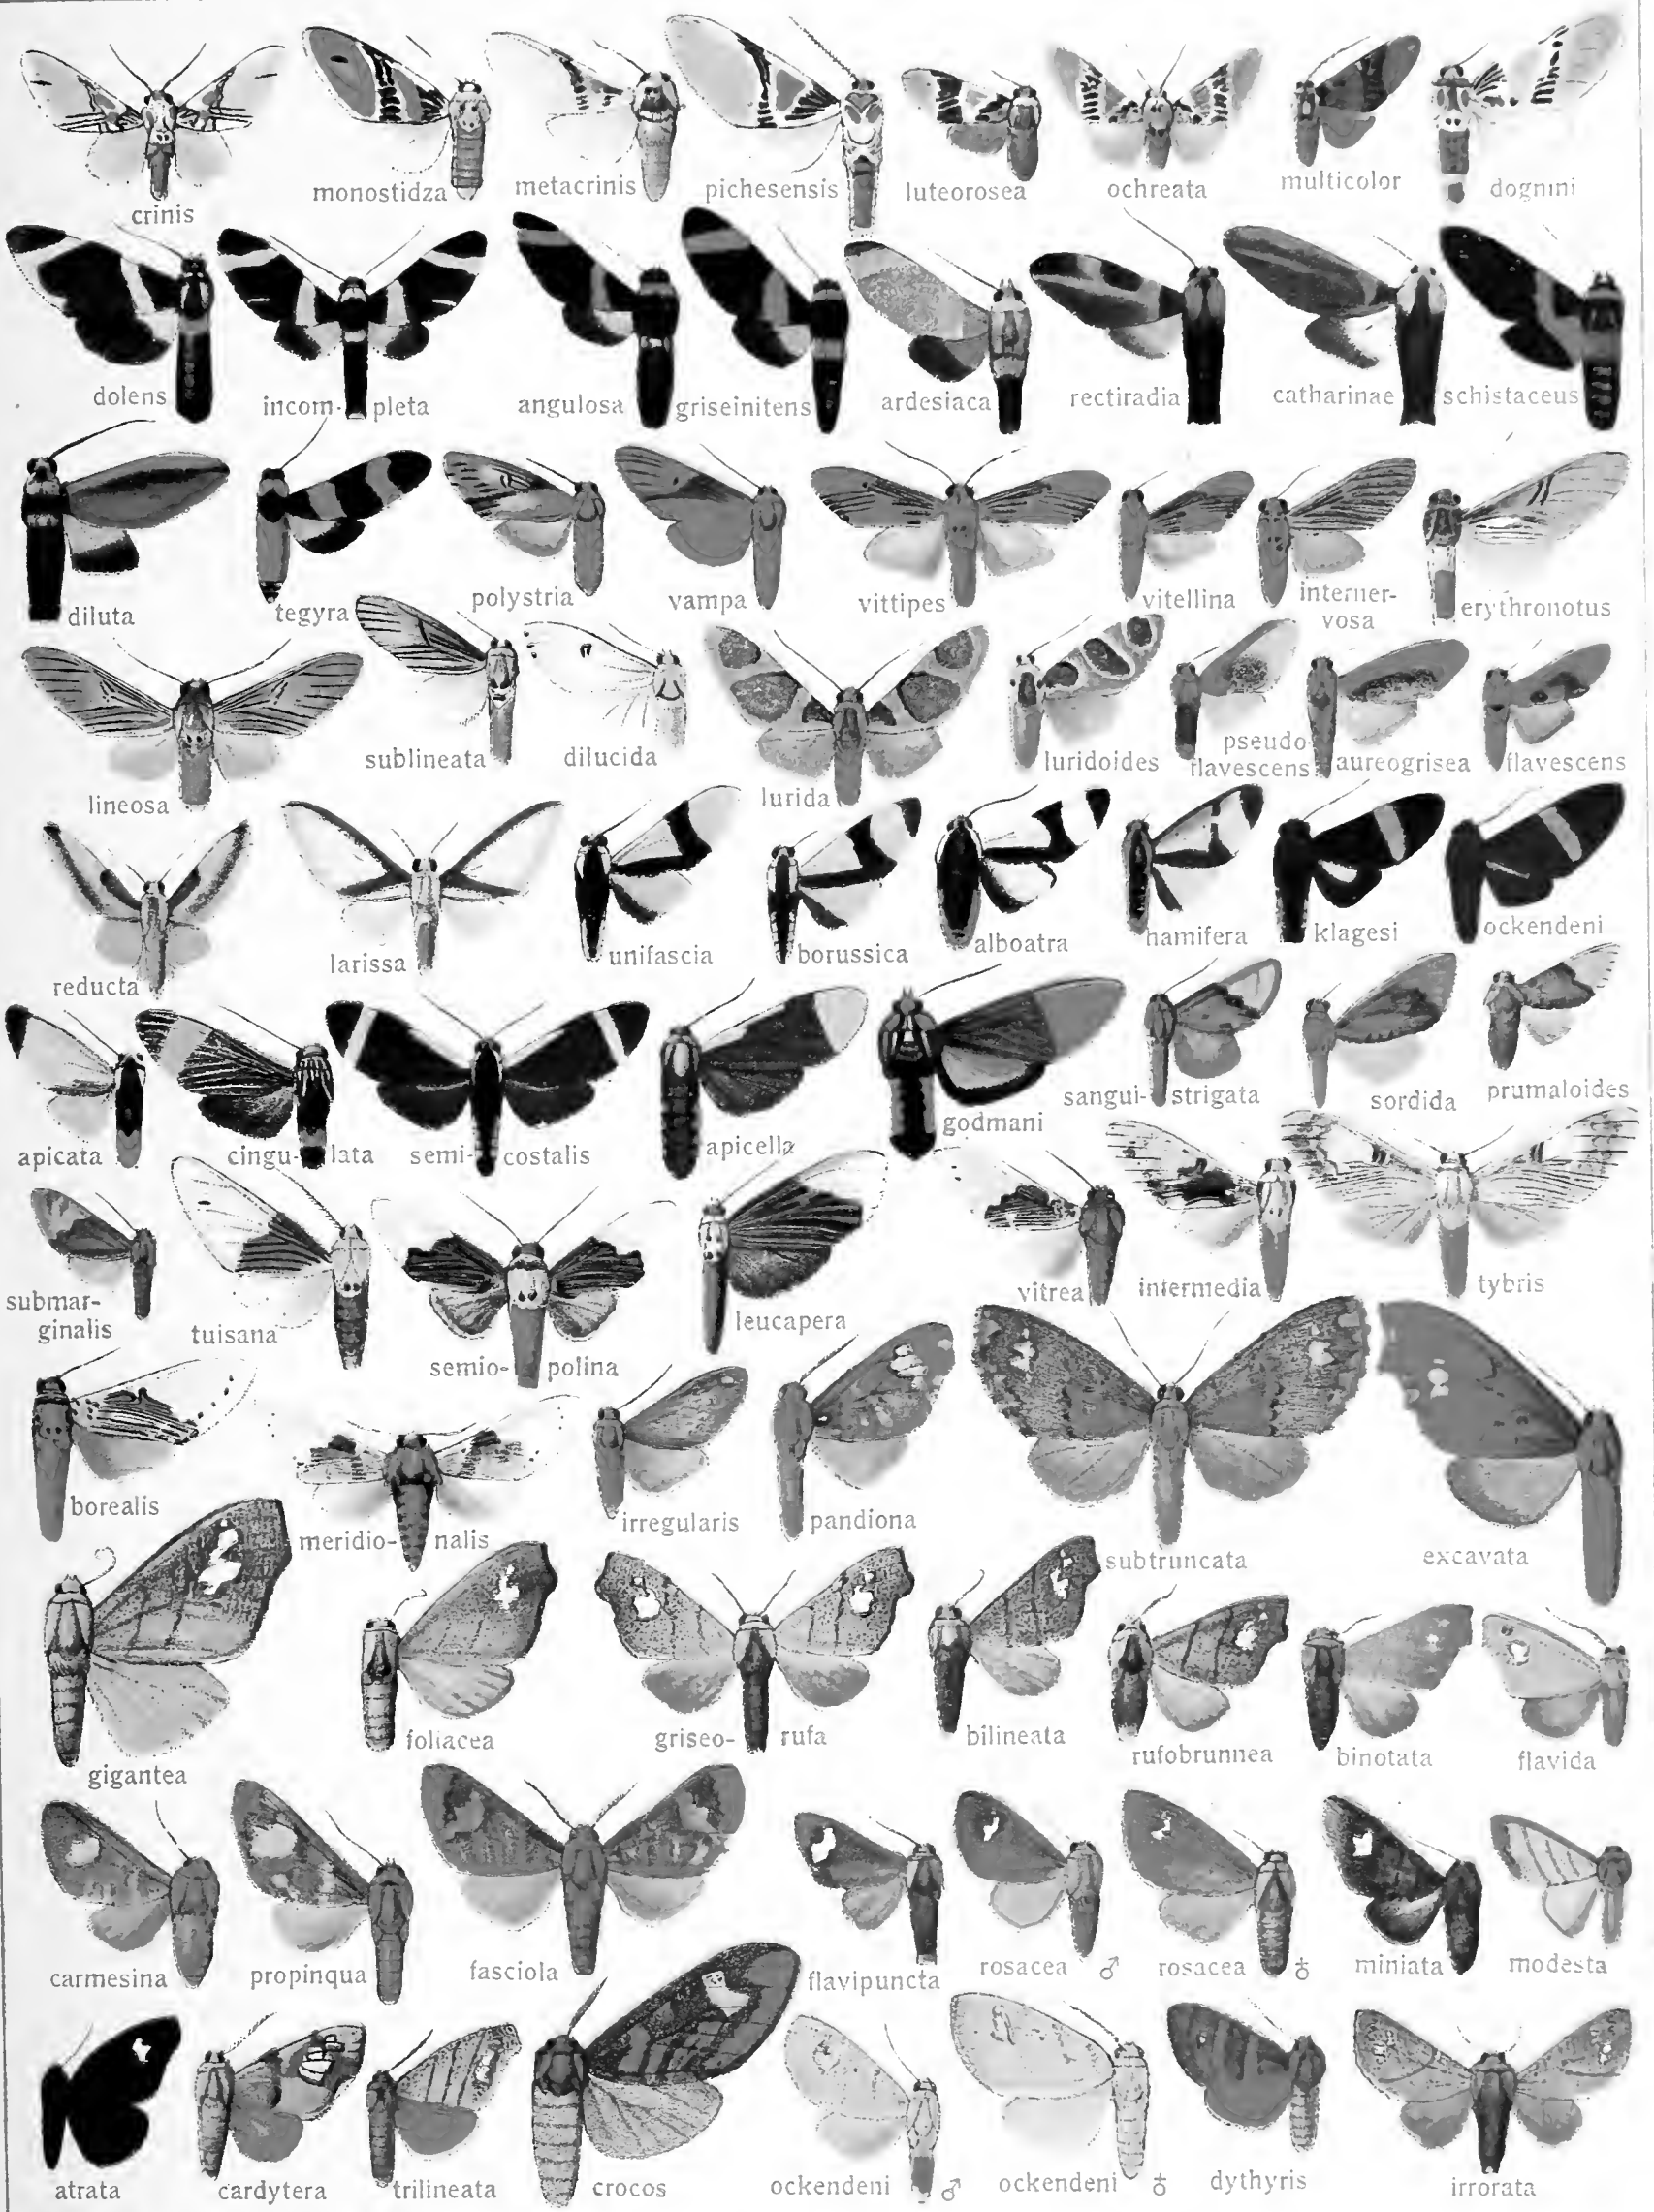 crinis
monostidza
metacrinis
pichesensis
luteorosea
ochreata
multicolor
dognini
dolens
incom- pleta
angulosa
griseinitens
ardesiaca
rectiradia
catharinae
schistaceus
diluta
tegyra
polystria
vampa
vittipes
vitellina
interner-
vosa
erythronotus
lineosa
sublineata
dilucida
lurida
luridoides
pseudo-
flavescens
aureogrisea
flavescens
reducta
larissa
unifascia
borussica
alboatra
hamifera
klagesi
ockendeni
apicata
cingu- lata
semi- costalis
apicella
godmani
sangui- strigata
sordida
prumaloides
submar-
ginalis
tuisana
semio- polina
leucapera
vitrea
intermedia
tybris
borealis
meridio- nalis
irregularis
pandiona
subtruncata
excavata
gigantea
foliacea
griseo- rufa
bilineata
rufobrunnea
binotata
flavida
carmesina
propinqua
fasciola
flavipuncta
rosacea ♂
rosacea ♀
miniata
modesta
atrata
cardytera
trilineata
crocos
ockendeni ♂
ockendeni ♀
dythyris
irrorata